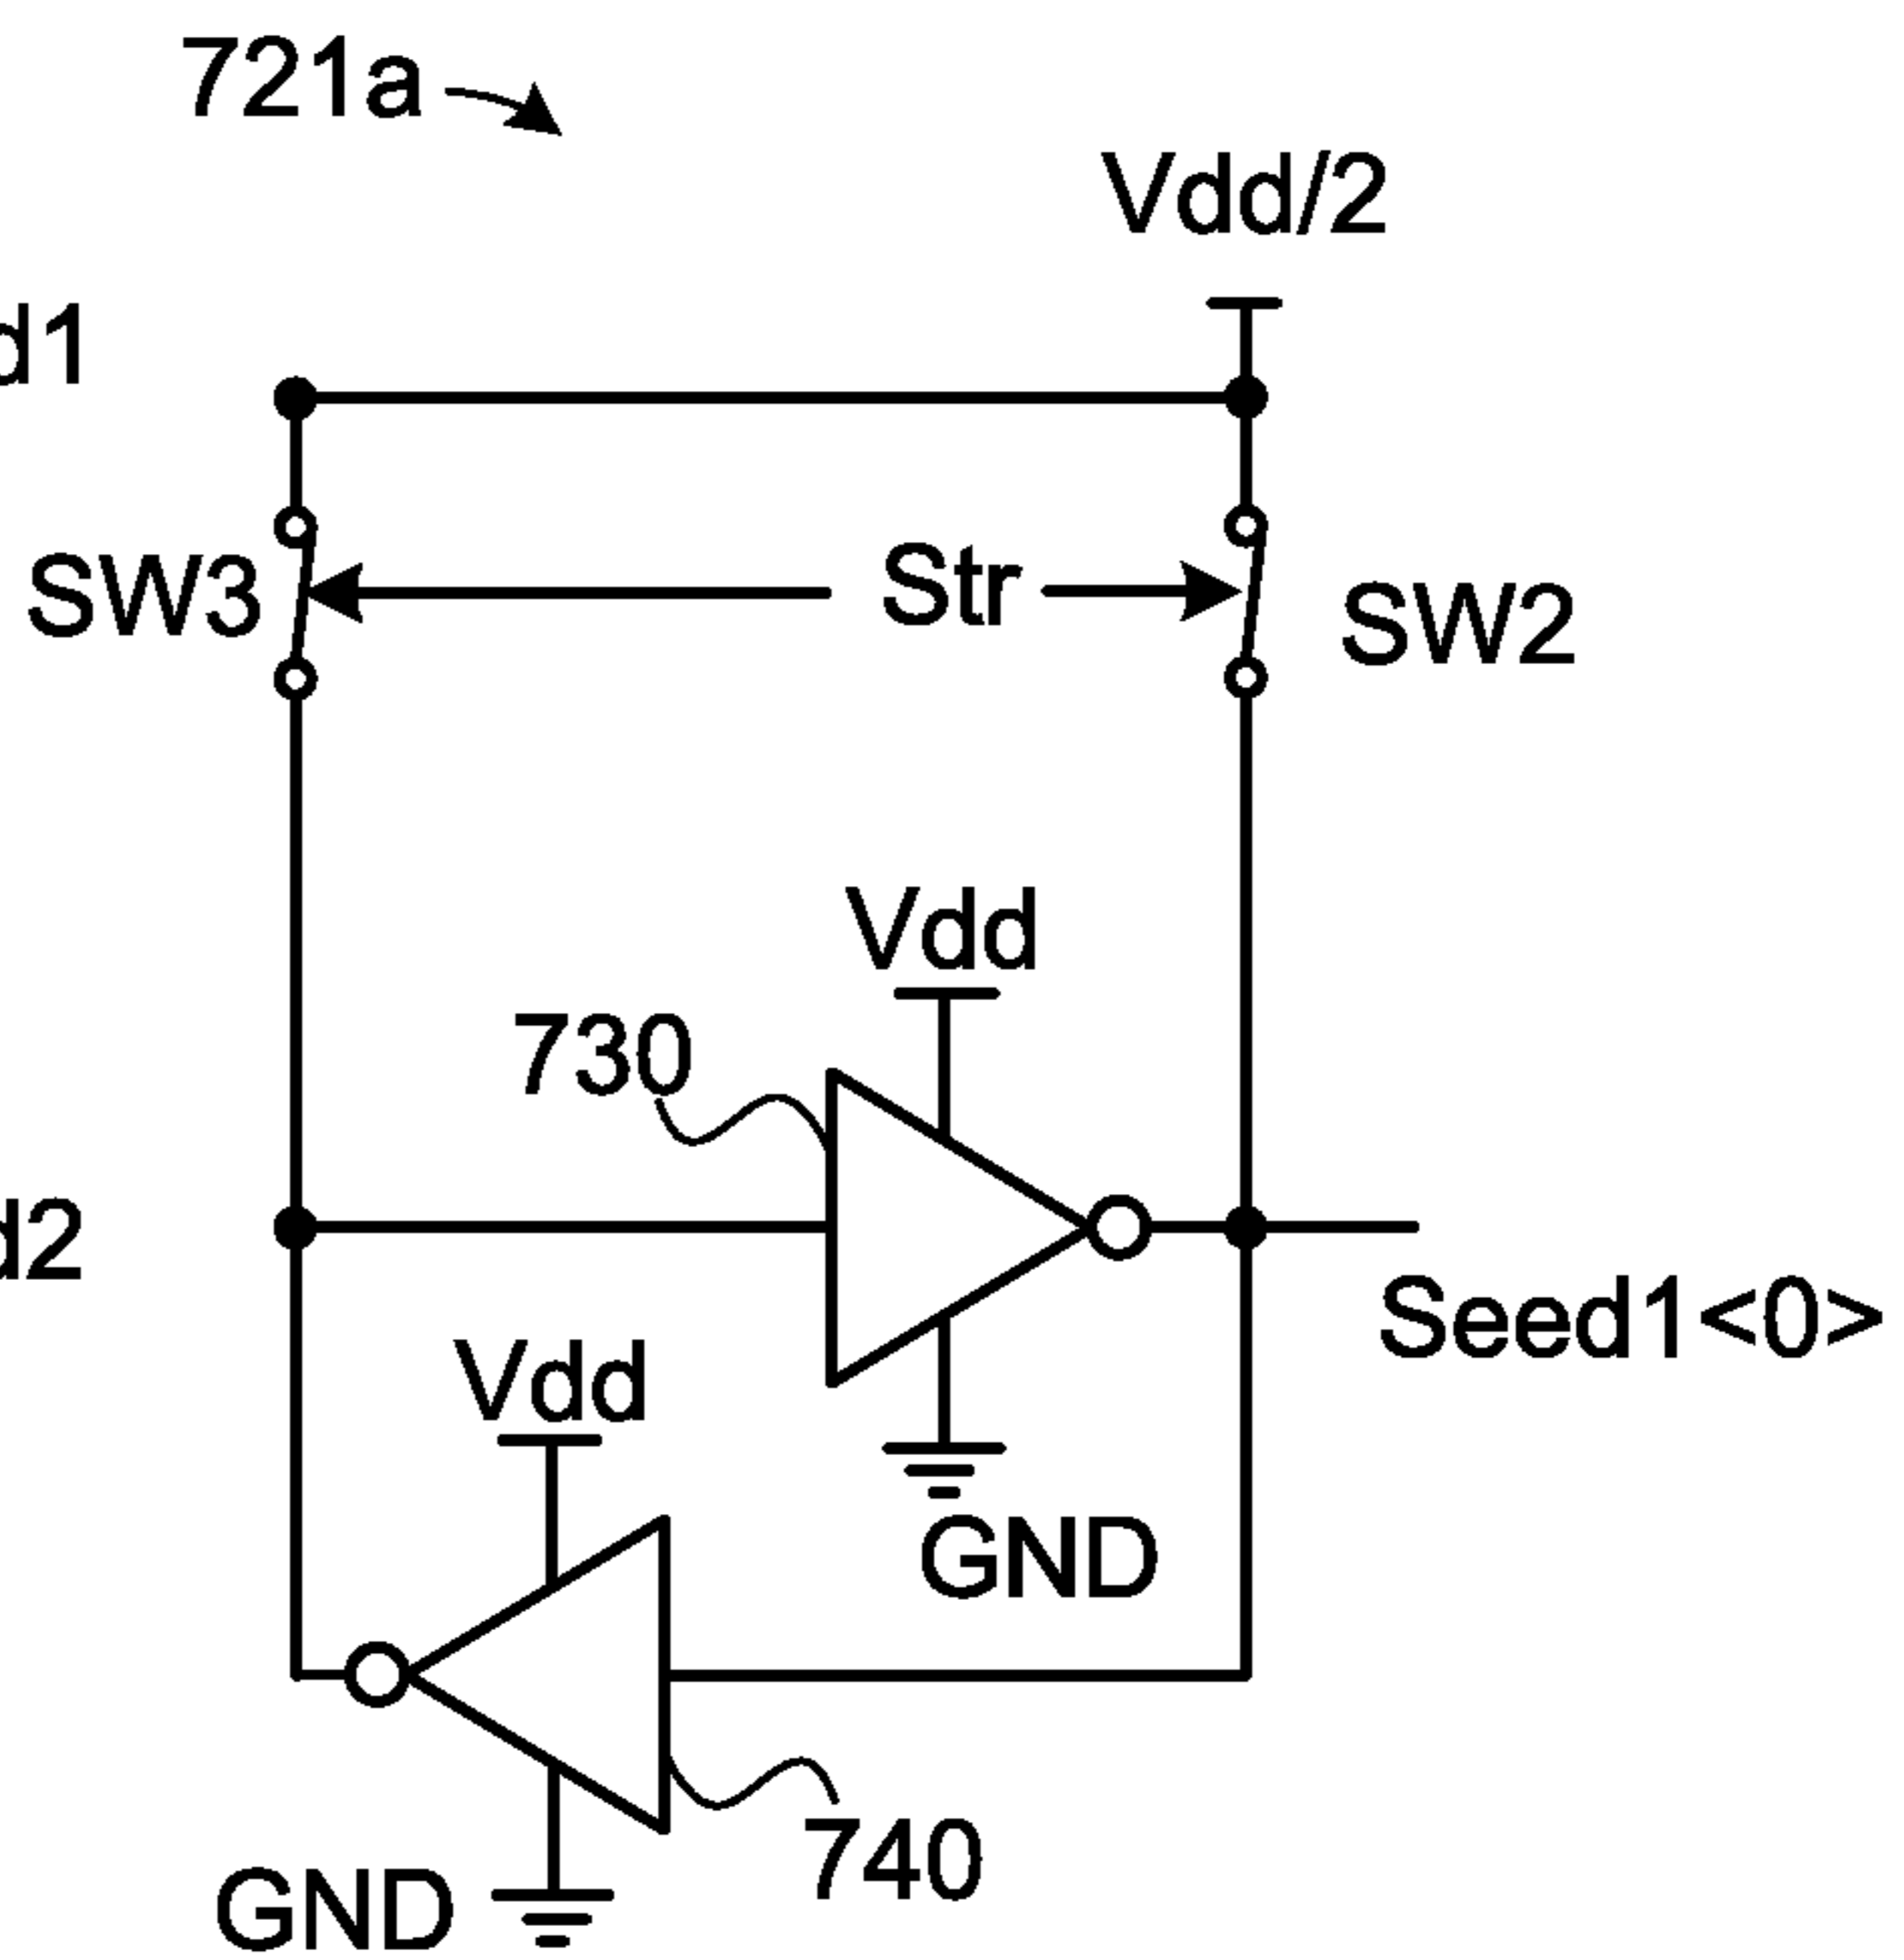 721a
Vdd/2
d1
SW3
Str
SW2
Vdd
730
d2
Seed1<0>
Vdd
GND
740
GND